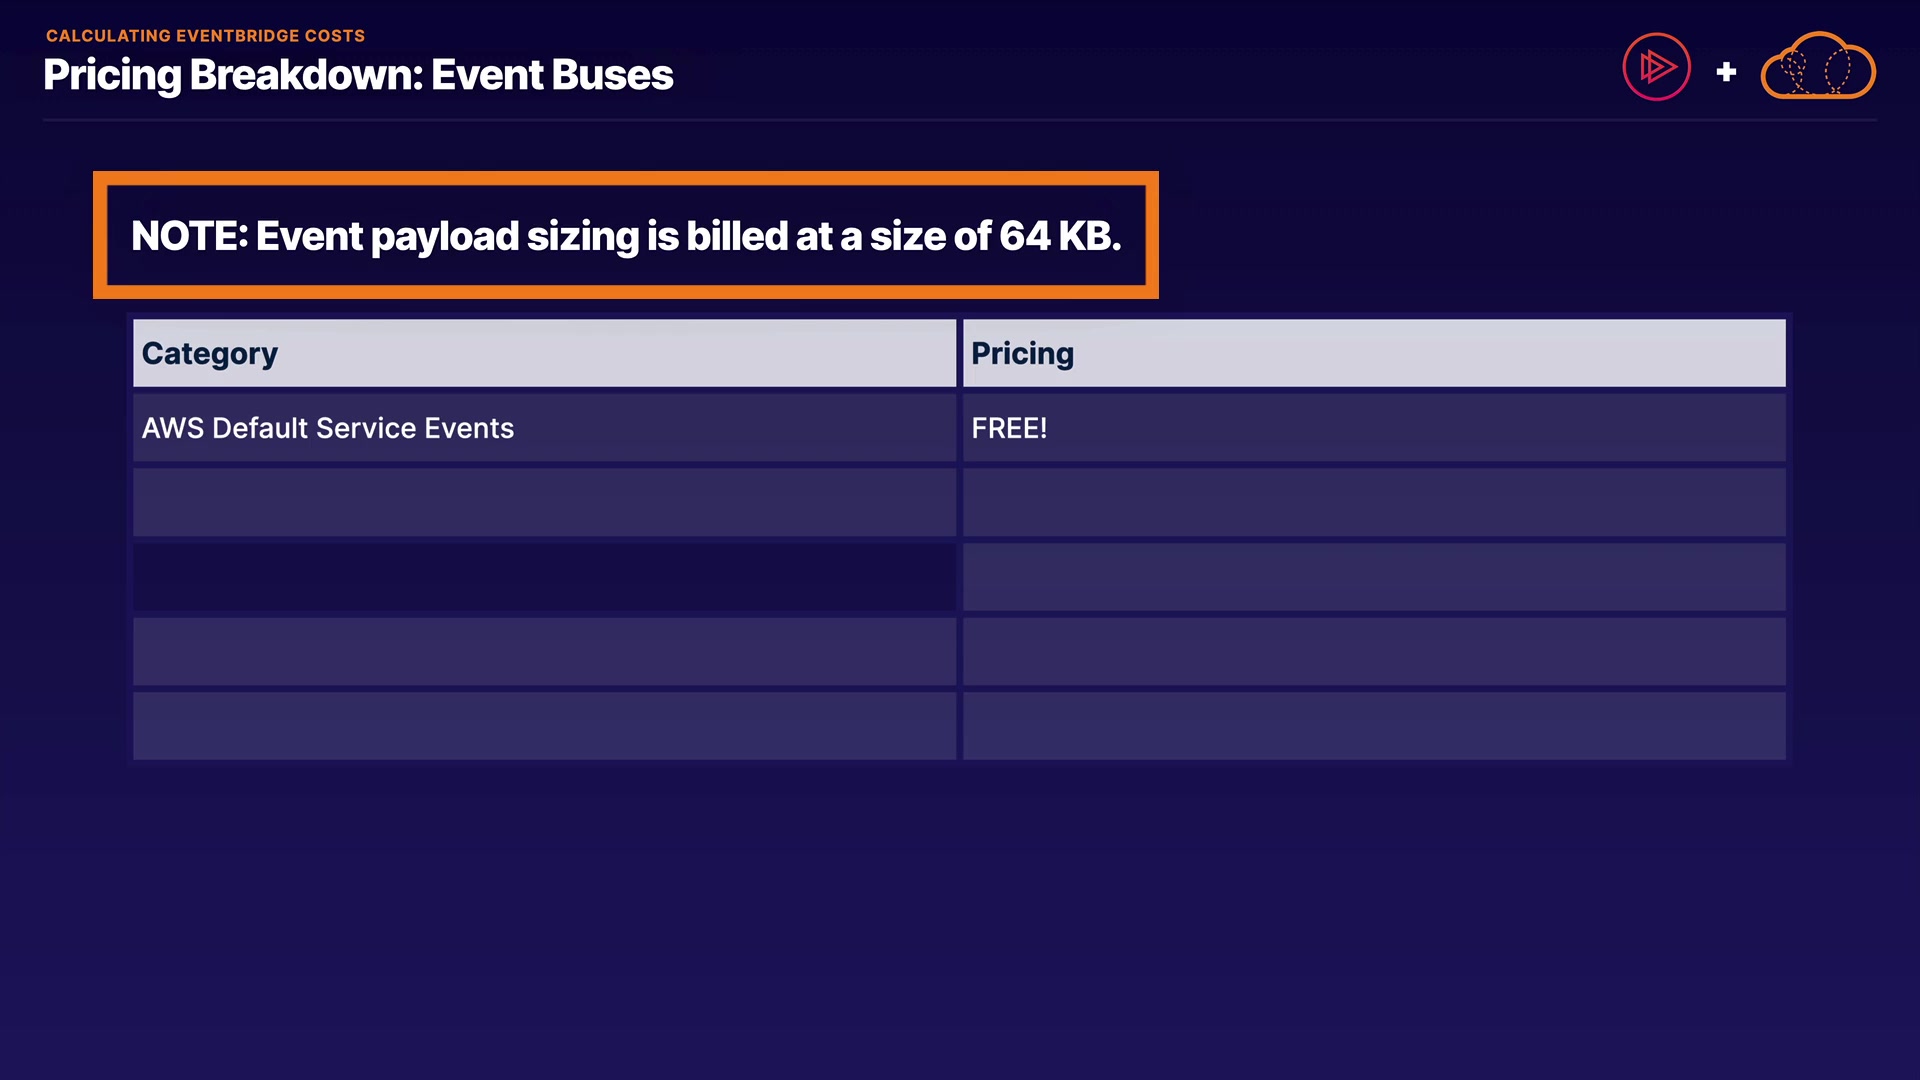 CALCULATING EVENTBRIDGE COSTS
Pricing Breakdown: Event Buses
+
NOTE: Event payload sizing is billed at a size of 64 KB.
Category Pricing
AWS Default Service Events FREE!